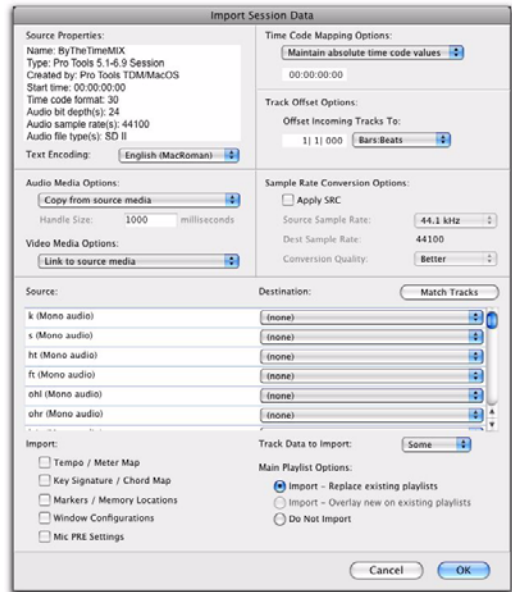 Import Session Data
Source Properties:
Name: ByTheTimeMIX
Type: Pro Tools 5.1-6.9 Session
Created by: Pro Tools TDM/MacOS
Start time: 00:00:00:00
Time code format: 30
Audio bit depth(s): 24
Audio sample rate(s): 44100
Audio file type(s): SD II
Text Encoding: English (MacRoman)
Time Code Mapping Options:
Maintain absolute time code values
00:00:00:00
Track Offset Options:
Offset Incoming Tracks To:
1| 1| 000 Bars:Beats
Audio Media Options:
Copy from source media
Handle Size: 1000 milliseconds
Video Media Options:
Link to source media
Sample Rate Conversion Options:
Apply SRC
Source Sample Rate: 44.1 kHz
Dest Sample Rate: 44100
Conversion Quality: Better
Source: Destination: Match Tracks
k (Mono audio) (none)
s (Mono audio) (none)
ht (Mono audio) (none)
ft (Mono audio) (none)
ohl (Mono audio) (none)
ohr (Mono audio) (none)
Import:
Tempo / Meter Map
Key Signature / Chord Map
Markers / Memory Locations
Window Configurations
Mic PRE Settings
Track Data to Import: Some
Main Playlist Options:
Import - Replace existing playlists
Import - Overlay new on existing playlists
Do Not Import
Cancel OK